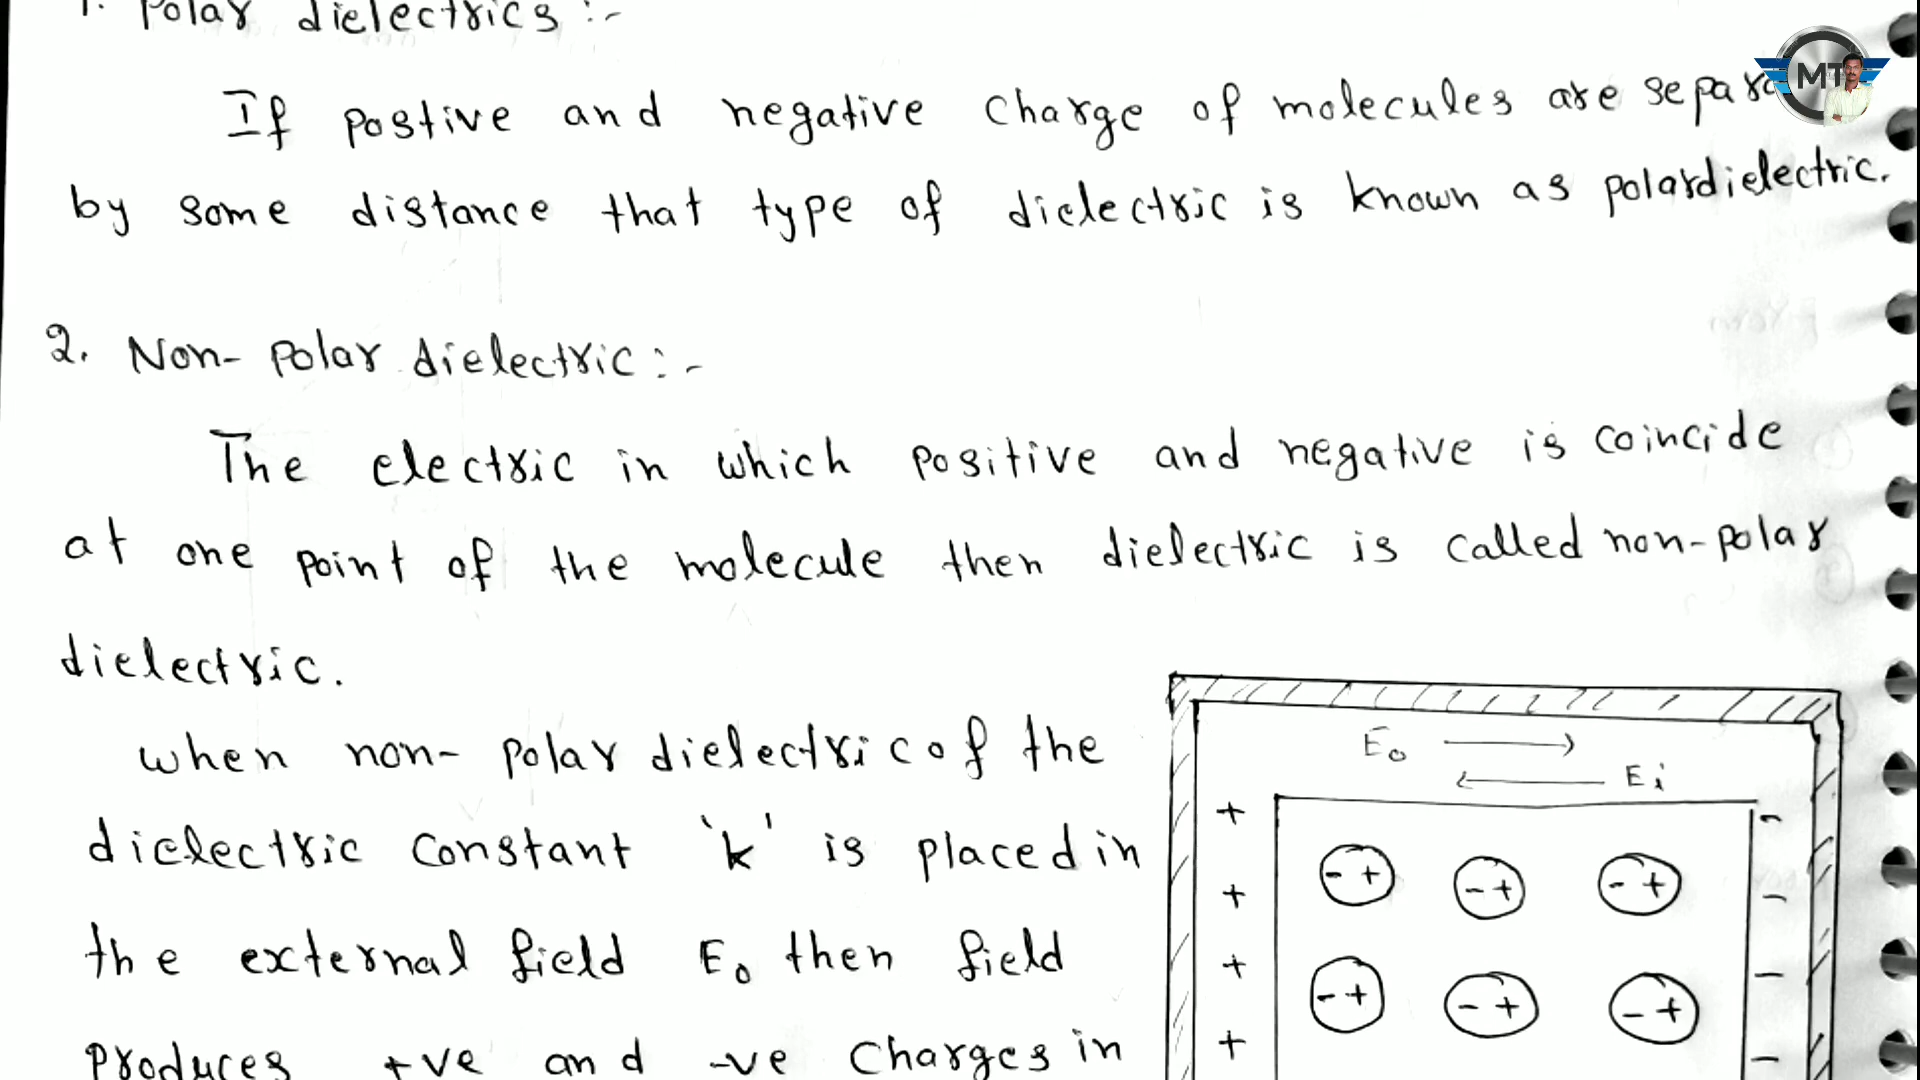 1. Polar dielectrics :-
If postive and negative charge of molecules are
by some distance that type of dielectric is known as polardielectric.
2. Non- Polar dielectric :-
The electric in which positive and negative is coincide
at one point of the molecule then dielectric is called non-polar
dielectric.
when non- polar dielectric of the
dielectric constant 'k' is placed in
the external field E₀ then field
produces +ve and -ve charges in
MT
E₀
Ei
+ -
- + - + - +
+ -
+ -
- + - + - +
+ -